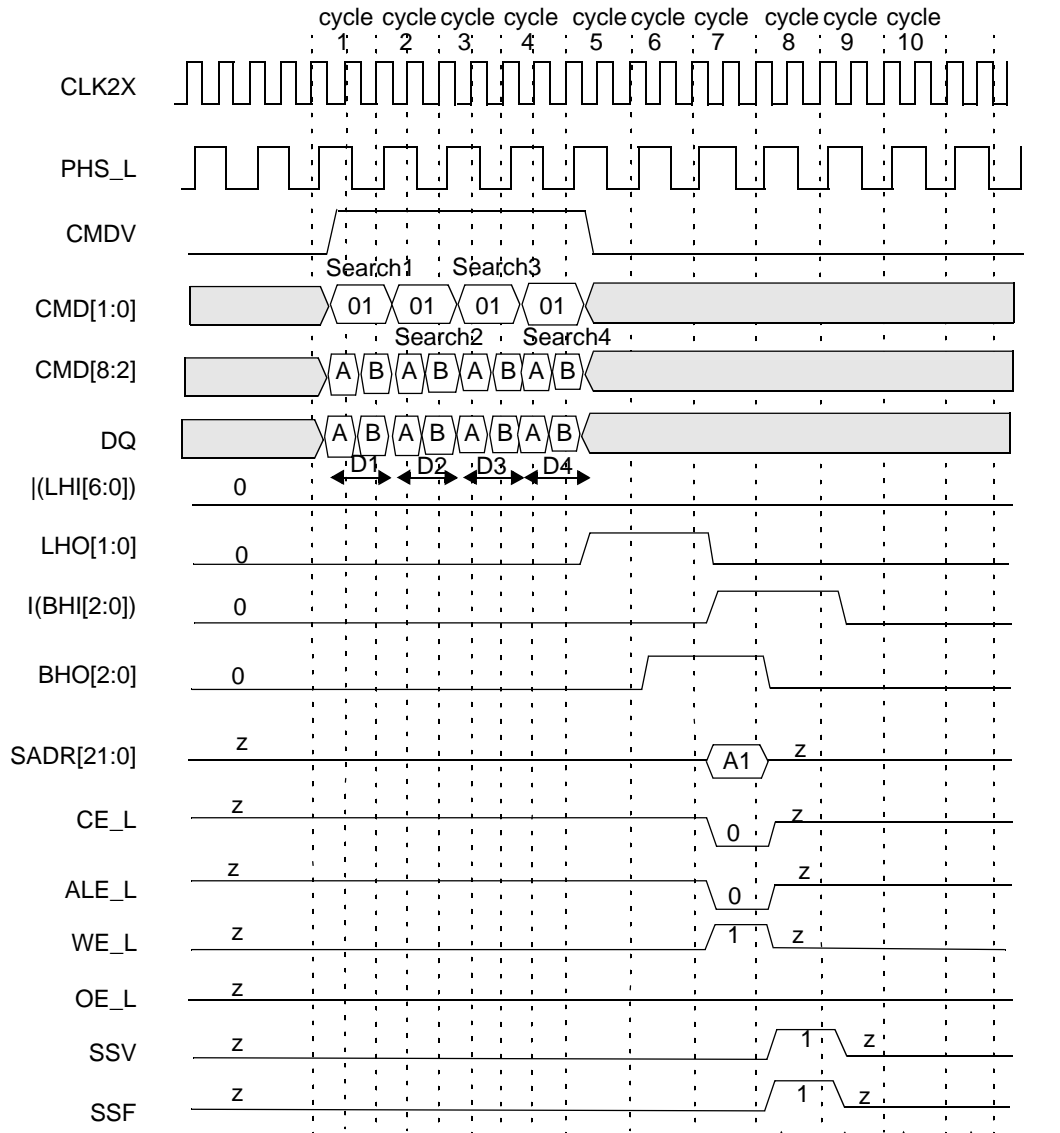 cycle cycle cycle cycle cycle cycle cycle cycle cycle cycle
1 2 3 4 5 6 7 8 9 10
CLK2X
PHS_L
CMDV
Search1 Search3
CMD[1:0] 01 01 01 01
Search2 Search4
CMD[8:2] A B A B A B A B
DQ A B A B A B A B
D1 D2 D3 D4
|(LHI[6:0]) 0
LHO[1:0] 0
I(BHI[2:0]) 0
BHO[2:0] 0
SADR[21:0] z A1 z
CE_L z 0 z
ALE_L z 0 z
WE_L z 1 z
OE_L z
SSV z 1 z
SSF z 1 z